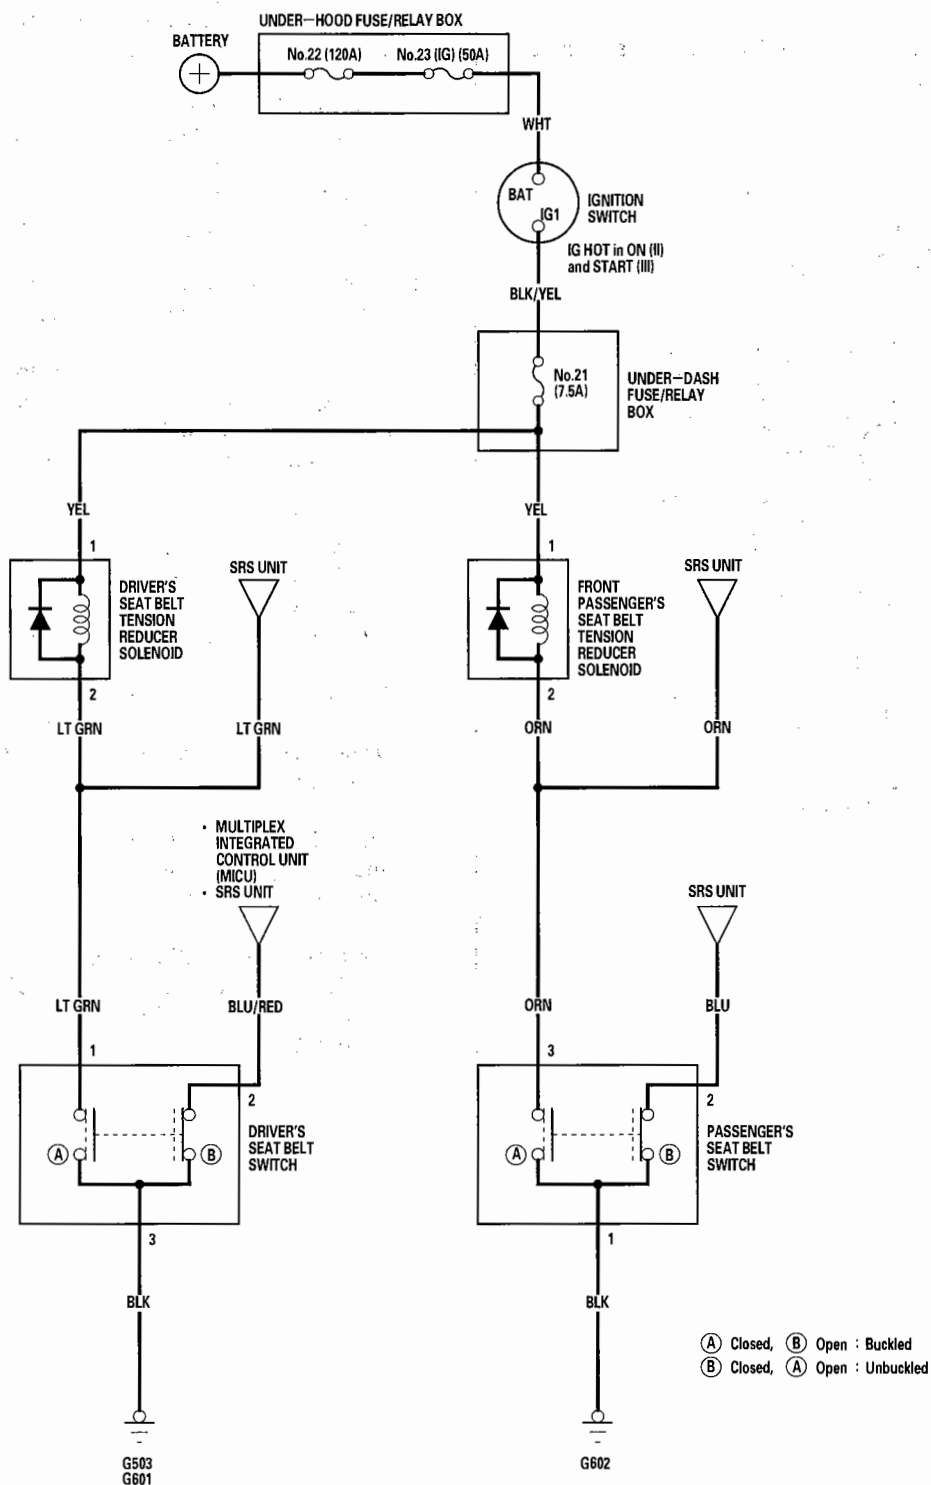 UNDER-HOOD FUSE/RELAY BOX
BATTERY
No.22 (120A)
No.23 (IG) (50A)
WHT
BAT
IG1
IGNITION
SWITCH
IG HOT in ON (II)
and START (III)
BLK/YEL
No.21
(7.5A)
UNDER-DASH
FUSE/RELAY
BOX
YEL
YEL
1
1
DRIVER'S
SEAT BELT
TENSION
REDUCER
SOLENOID
SRS UNIT
FRONT
PASSENGER'S
SEAT BELT
TENSION
REDUCER
SOLENOID
SRS UNIT
2
2
LT GRN
LT GRN
ORN
ORN
• MULTIPLEX
INTEGRATED
CONTROL UNIT
(MICU)
• SRS UNIT
SRS UNIT
LT GRN
BLU/RED
ORN
BLU
1
3
2
2
A
B
DRIVER'S
SEAT BELT
SWITCH
A
B
PASSENGER'S
SEAT BELT
SWITCH
3
1
BLK
BLK
A Closed, B Open : Buckled
B Closed, A Open : Unbuckled
G503
G601
G602